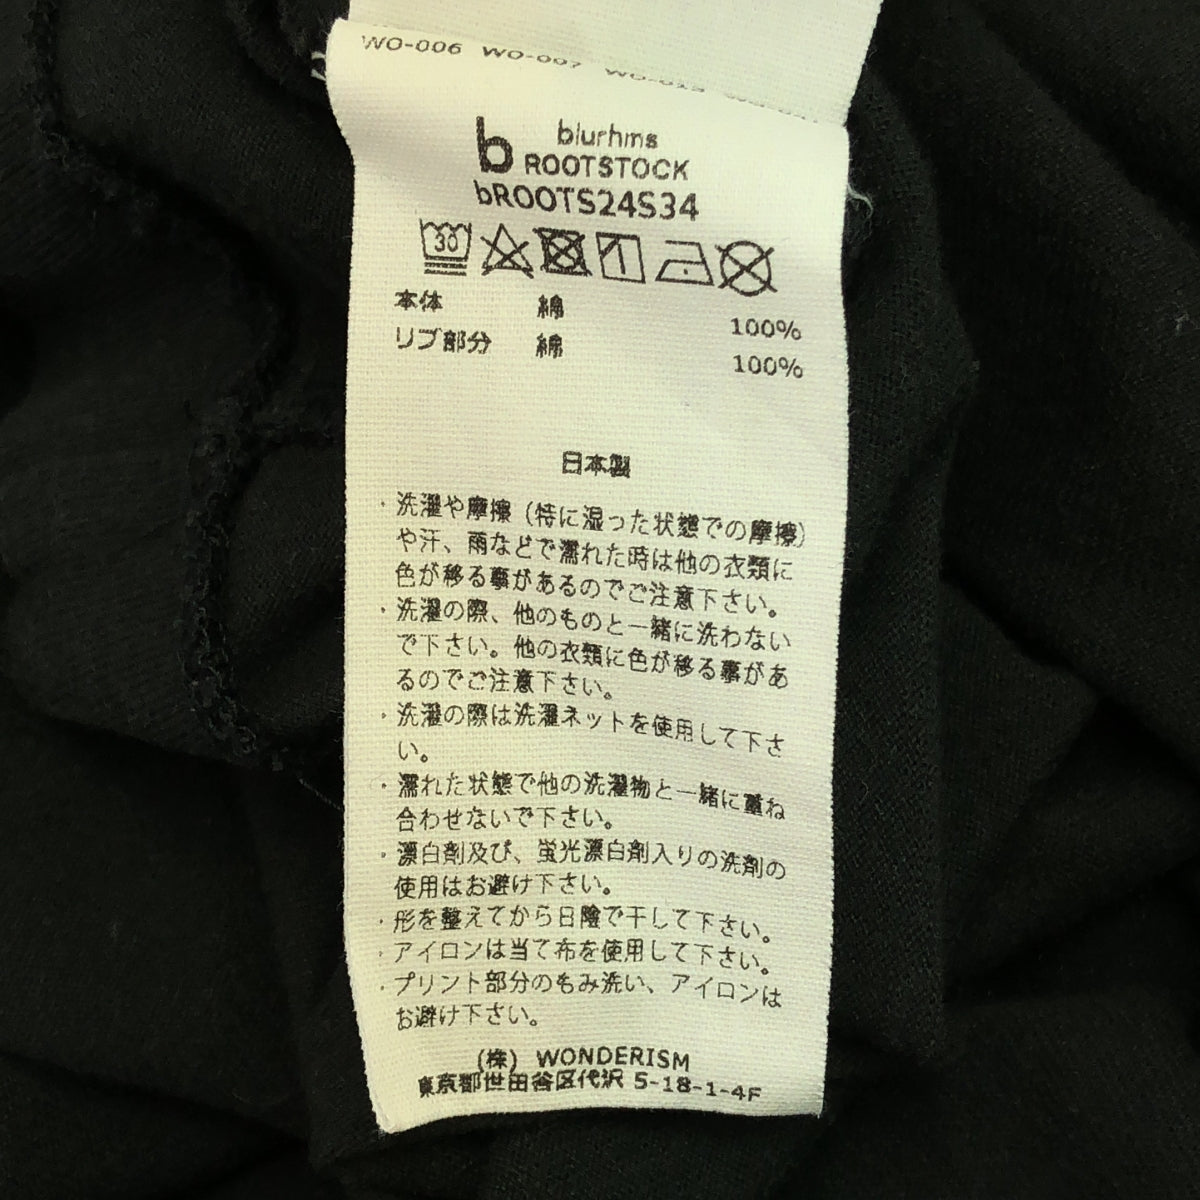 WO-006 WO-007 WO-013
b blurhms
ROOTSTOCK
bROOTS24S34
30
本体 綿 100%
リブ部分 綿 100%
日本製
・洗濯や摩擦（特に湿った状態での摩擦）
や汗、雨などで濡れた時は他の衣類に
色が移る事があるのでご注意下さい。
・洗濯の際、他のものと一緒に洗わない
で下さい。他の衣類に色が移る事があ
るのでご注意下さい。
・洗濯の際は洗濯ネットを使用して下さ
い。
・濡れた状態で他の洗濯物と一緒に重ね
合わせないで下さい。
・漂白剤及び、蛍光漂白剤入りの洗剤の
使用はお避け下さい。
・形を整えてから日陰で干して下さい。
・アイロンは当て布を使用して下さい。
・プリント部分のもみ洗い、アイロンは
お避け下さい。
(株) WONDERISM
東京都世田谷区代沢 5-18-1-4F